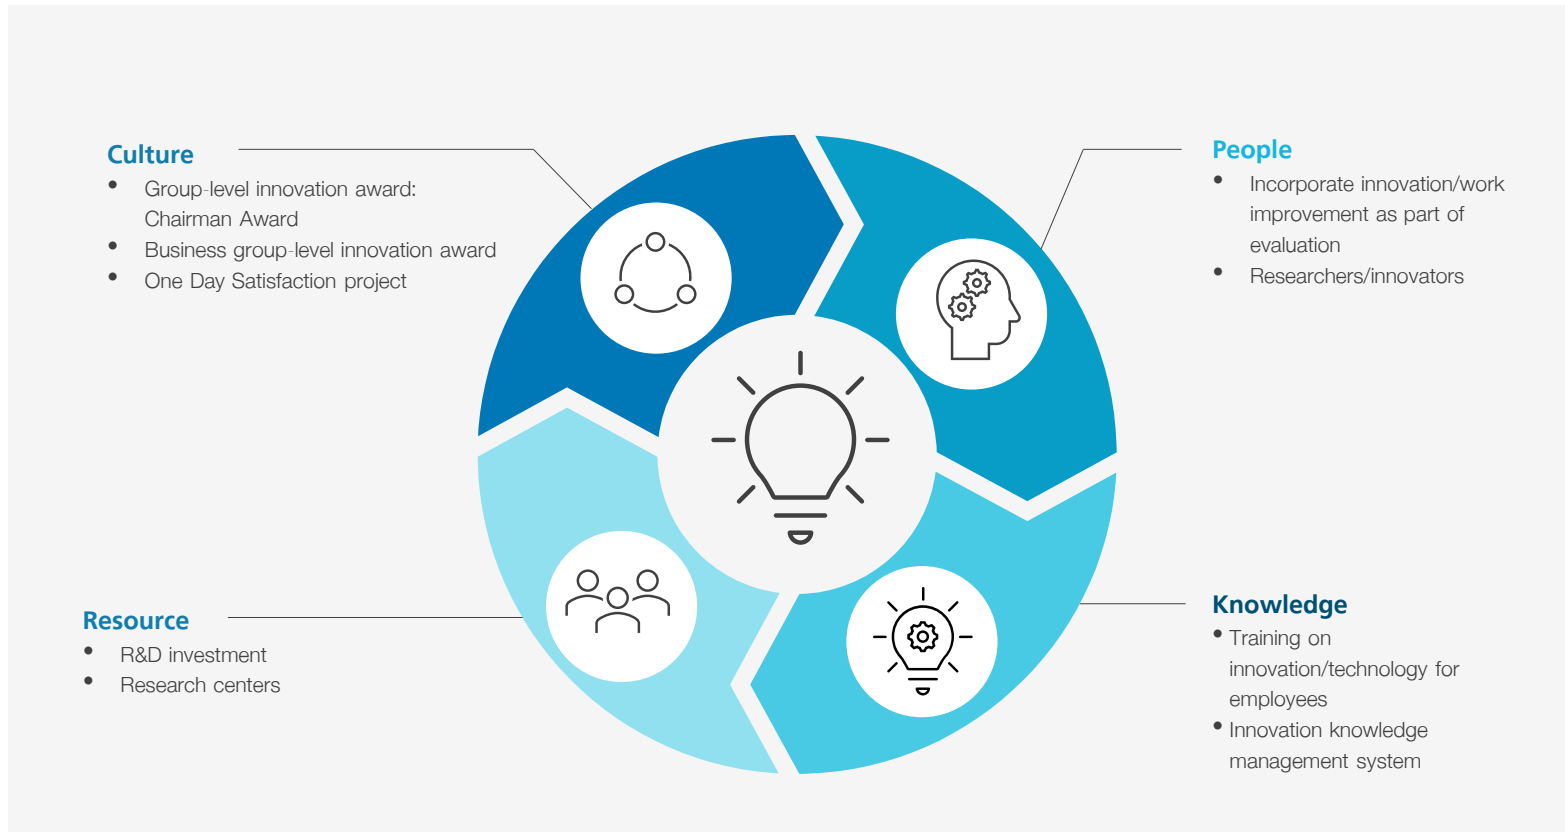 Culture
• Group-level innovation award:
Chairman Award
• Business group-level innovation award
• One Day Satisfaction project
People
• Incorporate innovation/work
improvement as part of
evaluation
• Researchers/innovators
Resource
• R&D investment
• Research centers
Knowledge
• Training on
innovation/technology for
employees
• Innovation knowledge
management system